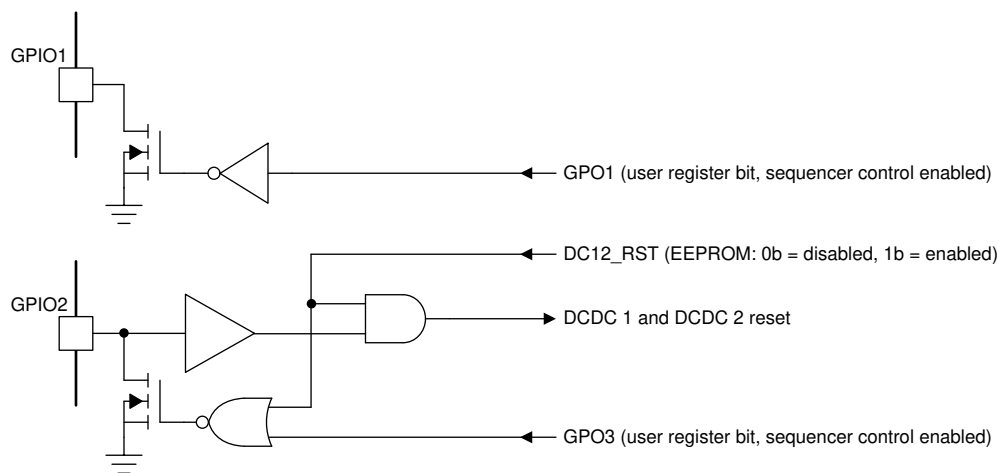 GPIO1
GPO1 (user register bit, sequencer control enabled)
DC12_RST (EEPROM: 0b = disabled, 1b = enabled)
GPIO2
DCDC 1 and DCDC 2 reset
GPO3 (user register bit, sequencer control enabled)